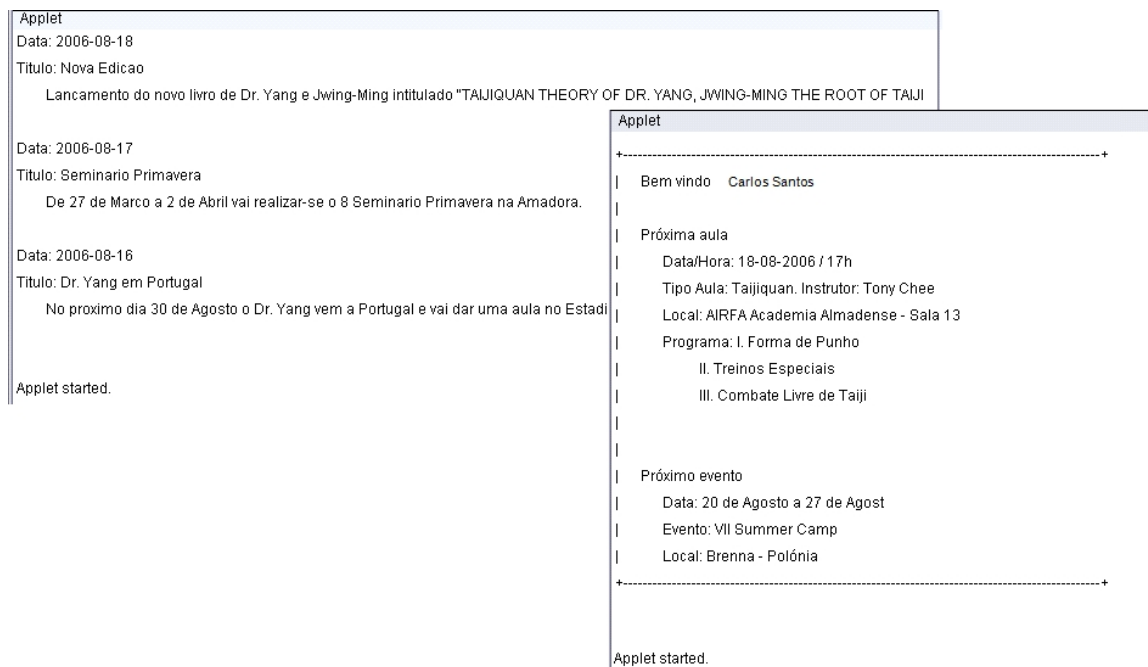 Applet
Data: 2006-08-18
Titulo: Nova Edicao
Lancamento do novo livro de Dr. Yang e Jwing-Ming intitulado "TAIJIQUAN THEORY OF DR. YANG, JWING-MING THE ROOT OF TAIJI
Data: 2006-08-17
Titulo: Seminario Primavera
De 27 de Marco a 2 de Abril vai realizar-se o 8 Seminario Primavera na Amadora.
Data: 2006-08-16
Titulo: Dr. Yang em Portugal
No proximo dia 30 de Agosto o Dr. Yang vem a Portugal e vai dar uma aula no Estadi
Applet started.
Applet
Bem vindo Carlos Santos
Próxima aula
Data/Hora: 18-08-2006 / 17h
Tipo Aula: Taijiquan. Instrutor: Tony Chee
Local: AIRFA Academia Almadense - Sala 13
Programa: I. Forma de Punho
II. Treinos Especiais
III. Combate Livre de Taiji
Próximo evento
Data: 20 de Agosto a 27 de Agost
Evento: VII Summer Camp
Local: Brenna - Polónia
Applet started.